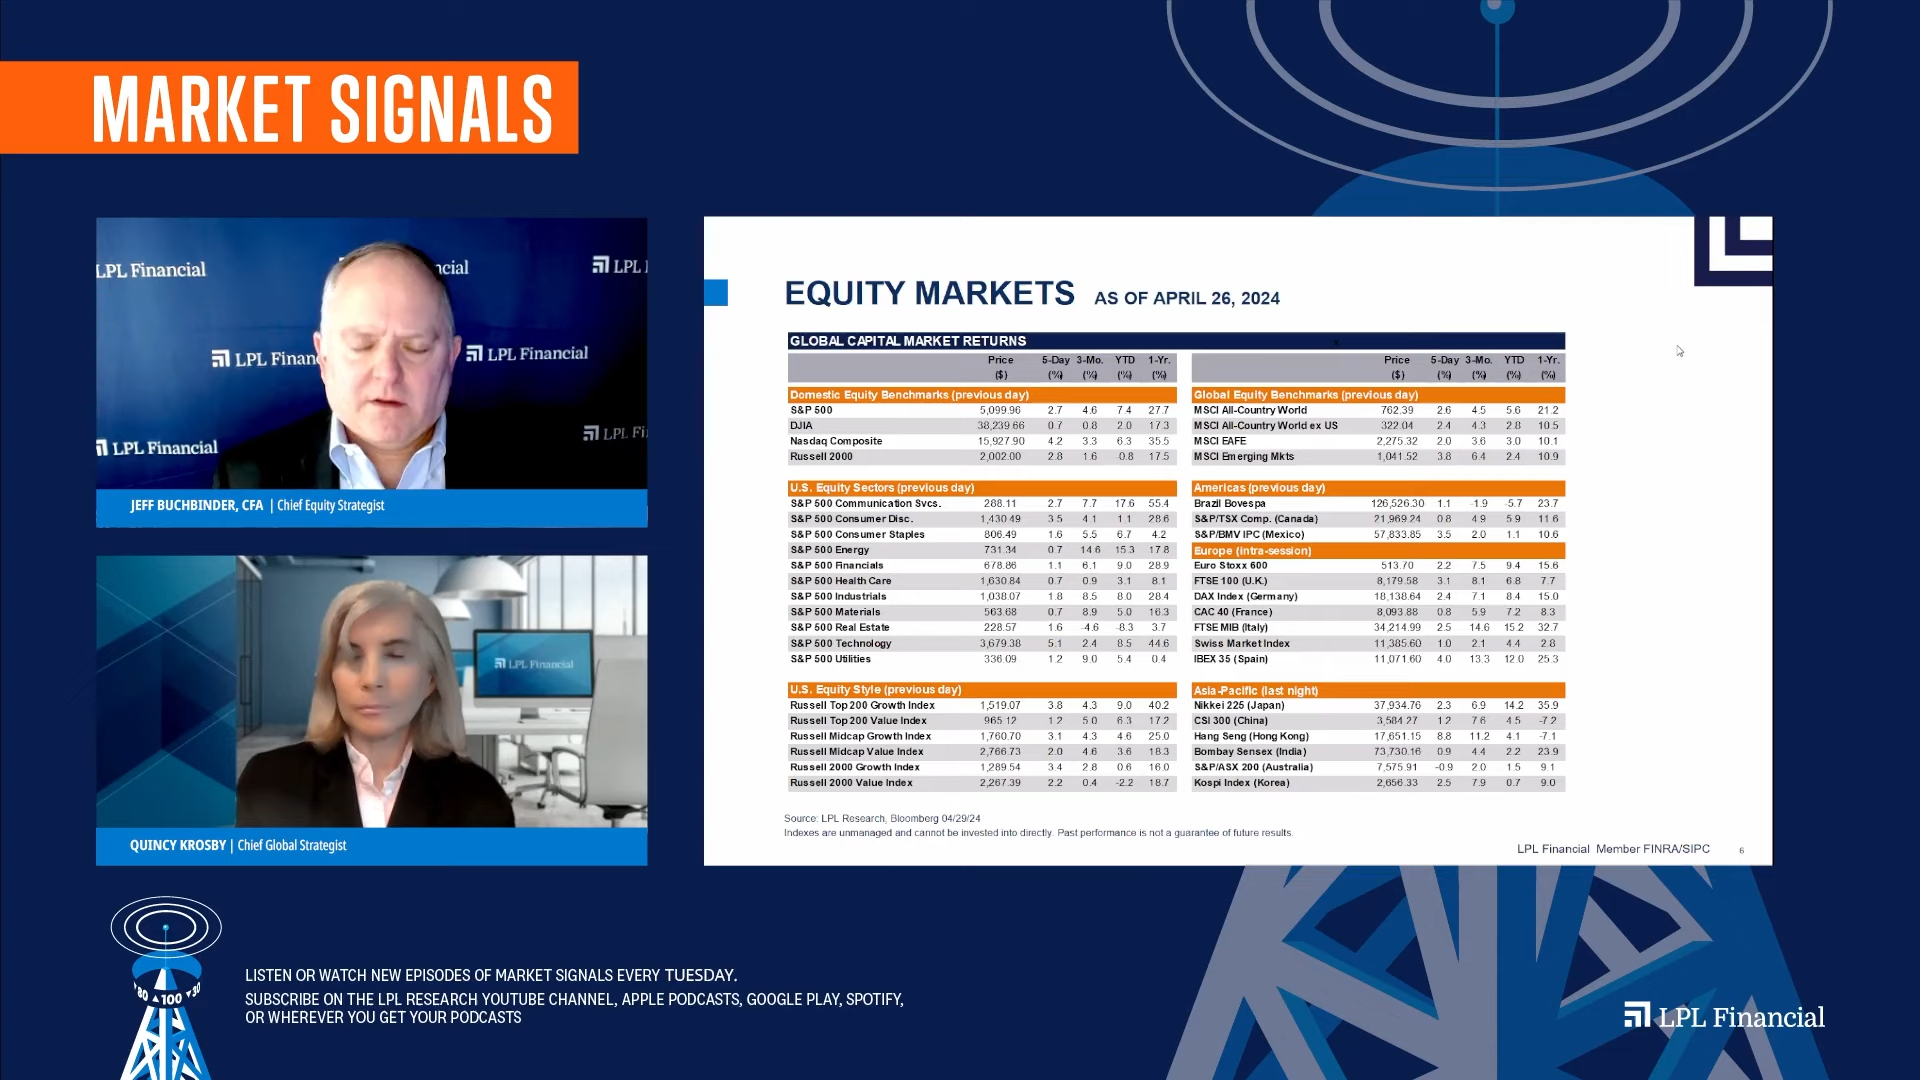 MARKET SIGNALS
LPL Financial
LPL Financial
LPL Financial
LPL Financial
JEFF BUCHBINDER, CFA | Chief Equity Strategist
LPL Financial
QUINCY KROSBY | Chief Global Strategist
EQUITY MARKETS AS OF APRIL 26, 2024
GLOBAL CAPITAL MARKET RETURNS
Price 5-Day 3-Mo. YTD 1-Yr.
($) (%) (%) (%) (%)
Domestic Equity Benchmarks (previous day)
S&P 500 5,099.96 2.7 4.6 7.4 27.7
DJIA 38,239.66 0.7 0.8 2.0 17.3
Nasdaq Composite 15,927.90 4.2 3.3 6.3 35.5
Russell 2000 2,002.00 2.8 1.6 -0.8 17.5
U.S. Equity Sectors (previous day)
S&P 500 Communication Svcs. 288.11 2.7 7.7 17.6 55.4
S&P 500 Consumer Disc. 1,430.49 3.5 4.1 1.1 28.6
S&P 500 Consumer Staples 806.49 1.6 5.5 6.7 4.2
S&P 500 Energy 731.34 0.7 14.6 15.3 17.8
S&P 500 Financials 678.86 1.1 6.1 9.0 28.9
S&P 500 Health Care 1,630.84 0.7 0.9 3.1 8.1
S&P 500 Industrials 1,038.07 1.8 8.5 8.0 28.4
S&P 500 Materials 563.68 0.7 8.9 5.0 16.3
S&P 500 Real Estate 228.57 1.6 -4.6 -8.3 3.7
S&P 500 Technology 3,679.38 5.1 2.4 8.5 44.6
S&P 500 Utilities 336.09 1.2 9.0 5.4 0.4
U.S. Equity Style (previous day)
Russell Top 200 Growth Index 1,519.07 3.8 4.3 9.0 40.2
Russell Top 200 Value Index 965.12 1.2 5.0 6.3 17.2
Russell Midcap Growth Index 1,760.70 3.1 4.3 4.6 25.0
Russell Midcap Value Index 2,766.73 2.0 4.6 3.6 18.3
Russell 2000 Growth Index 1,289.54 3.4 2.8 0.6 16.0
Russell 2000 Value Index 2,267.39 2.2 0.4 -2.2 18.7
Price 5-Day 3-Mo. YTD 1-Yr.
($) (%) (%) (%) (%)
Global Equity Benchmarks (previous day)
MSCI All-Country World 762.39 2.6 4.5 5.6 21.2
MSCI All-Country World ex US 322.04 2.4 4.3 2.8 10.5
MSCI EAFE 2,275.32 2.0 3.6 3.0 10.1
MSCI Emerging Mkts 1,041.52 3.8 6.4 2.4 10.9
Americas (previous day)
Brazil Bovespa 126,526.30 1.1 -1.9 -5.7 23.7
S&P/TSX Comp. (Canada) 21,969.24 0.8 4.9 5.9 11.6
S&P/BMV IPC (Mexico) 57,833.85 3.5 2.0 1.1 10.6
Europe (intra-session)
Euro Stoxx 600 513.70 2.2 7.5 9.4 15.6
FTSE 100 (U.K.) 8,179.58 3.1 8.1 6.8 7.7
DAX Index (Germany) 18,138.64 2.4 7.1 8.4 15.0
CAC 40 (France) 8,093.88 0.8 5.9 7.2 8.3
FTSE MIB (Italy) 34,214.99 2.5 14.6 15.2 32.7
Swiss Market Index 11,385.60 1.0 2.1 4.4 2.8
IBEX 35 (Spain) 11,071.60 4.0 13.3 12.0 25.3
Asia-Pacific (last night)
Nikkei 225 (Japan) 37,934.76 2.3 6.9 14.2 35.9
CSI 300 (China) 3,584.27 1.2 7.6 4.5 -7.2
Hang Seng (Hong Kong) 17,651.15 8.8 11.2 4.1 -7.1
Bombay Sensex (India) 73,730.16 0.9 4.4 2.2 23.9
S&P/ASX 200 (Australia) 7,575.91 -0.9 2.0 1.5 9.1
Kospi Index (Korea) 2,656.33 2.5 7.9 0.7 9.0
Source: LPL Research, Bloomberg 04/29/24
Indexes are unmanaged and cannot be invested into directly. Past performance is not a guarantee of future results.
LPL Financial Member FINRA/SIPC 6
80 ▲ 100 ▼ 30
LISTEN OR WATCH NEW EPISODES OF MARKET SIGNALS EVERY TUESDAY.
SUBSCRIBE ON THE LPL RESEARCH YOUTUBE CHANNEL, APPLE PODCASTS, GOOGLE PLAY, SPOTIFY,
OR WHEREVER YOU GET YOUR PODCASTS
LPL Financial